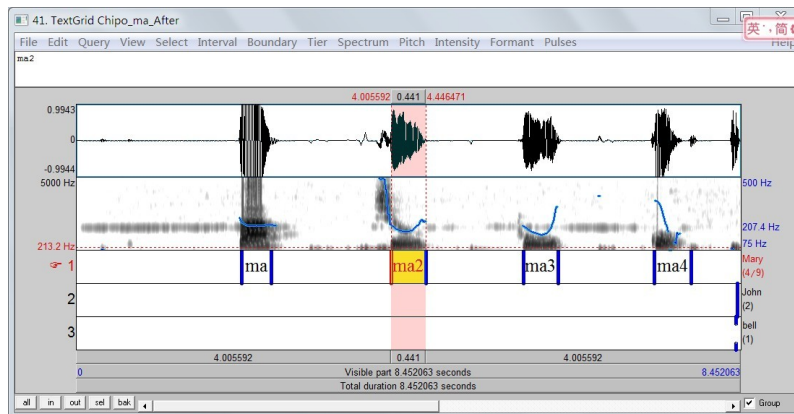 41. TextGrid Chipo_ma_After
英 简
File Edit Query View Select Interval Boundary Tier Spectrum Pitch Intensity Formant Pulses Help
ma2
4.005592 0.441 4.446471
0.9943
0
-0.9944
5000 Hz 500 Hz
207.4 Hz
213.2 Hz 75 Hz
1 ma ma2 ma3 ma4 Mary (4/9)
2 John (2)
3 bell (1)
4.005592 0.441 4.005592
0 Visible part 8.452063 seconds 8.452063
Total duration 8.452063 seconds
all in out sel bak Group